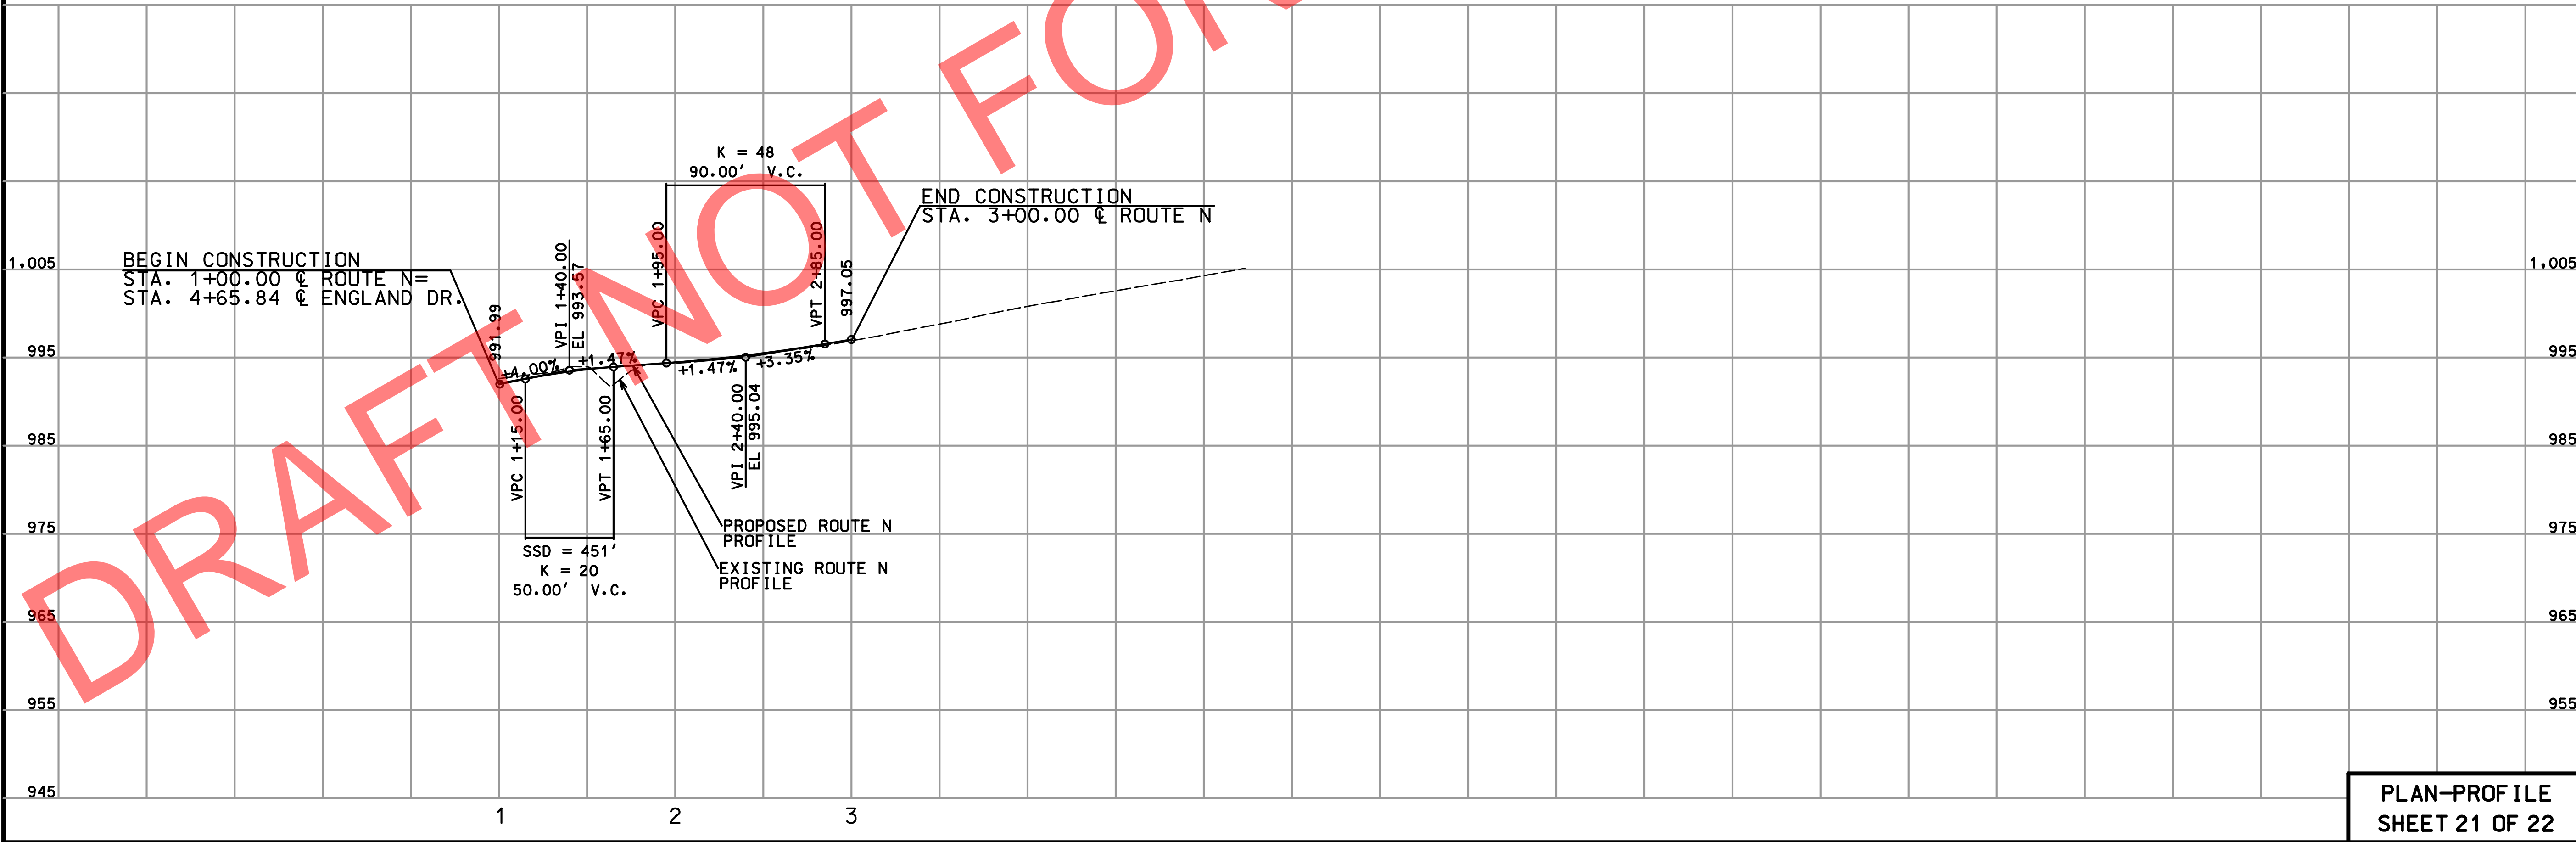 DRAFT NOT FOR
K = 48
90.00' V.C.
END CONSTRUCTION
STA. 3+00.00 ℄ ROUTE N
BEGIN CONSTRUCTION
STA. 1+00.00 ℄ ROUTE N=
STA. 4+65.84 ℄ ENGLAND DR.
991.99
VPI 1+40.00
EL 993.57
VPC 1+95.00
VPT 2+85.00
997.05
+4.00%
+1.47%
+1.47%
+3.35%
VPC 1+15.00
VPT 1+65.00
VPI 2+40.00
EL 995.04
SSD = 451'
K = 20
50.00' V.C.
PROPOSED ROUTE N
PROFILE
EXISTING ROUTE N
PROFILE
1,005
995
985
975
965
955
945
1,005
995
985
975
965
955
1
2
3
PLAN-PROFILE
SHEET 21 OF 22